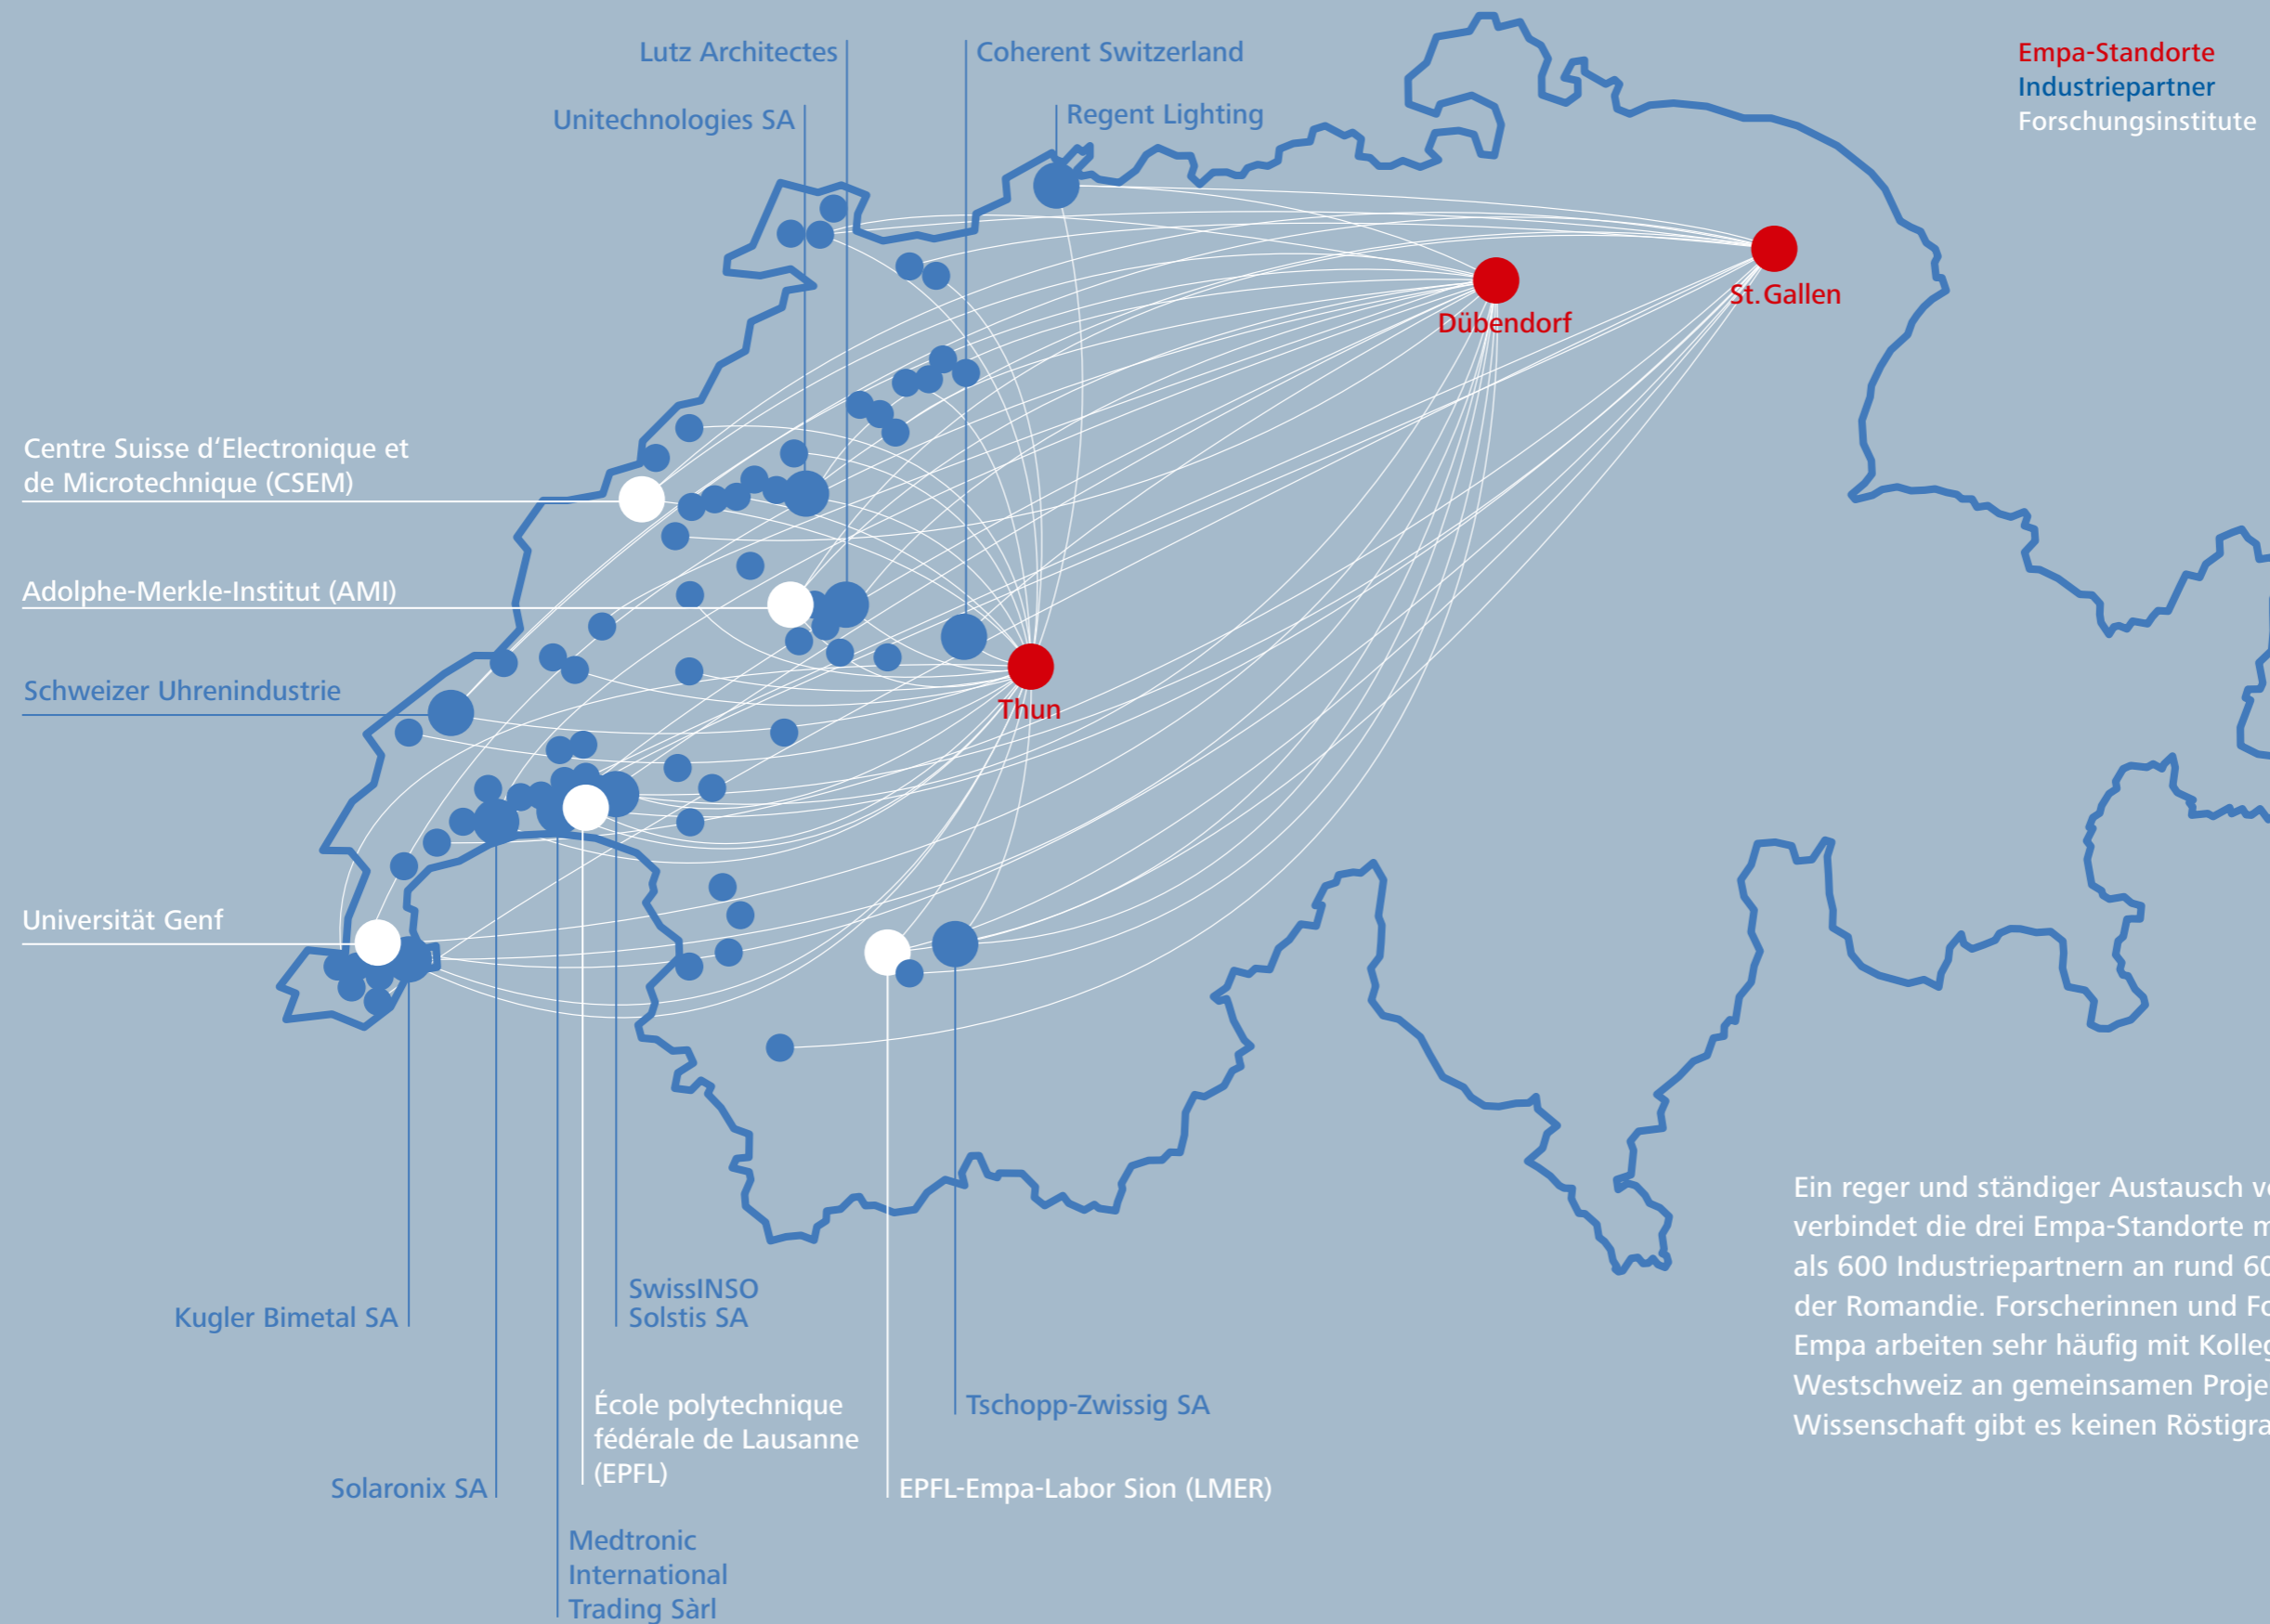 Lutz Architectes
Coherent Switzerland
Unitechnologies SA
Regent Lighting
Empa-Standorte
Industriepartner
Forschungsinstitute
St.Gallen
Dübendorf
Centre Suisse d‘Electronique et
de Microtechnique (CSEM)
Adolphe-Merkle-Institut (AMI)
Schweizer Uhrenindustrie
Thun
Universität Genf
Kugler Bimetal SA
SwissINSO
Solstis SA
École polytechnique
fédérale de Lausanne
(EPFL)
Tschopp-Zwissig SA
Solaronix SA
EPFL-Empa-Labor Sion (LMER)
Medtronic
International
Trading Sàrl
Ein reger und ständiger Austausch
verbindet die drei Empa-Standorte
als 600 Industriepartnern an rund
der Romandie. Forscherinnen und
Empa arbeiten sehr häufig mit
Westschweiz an gemeinsamen
Wissenschaft gibt es keinen